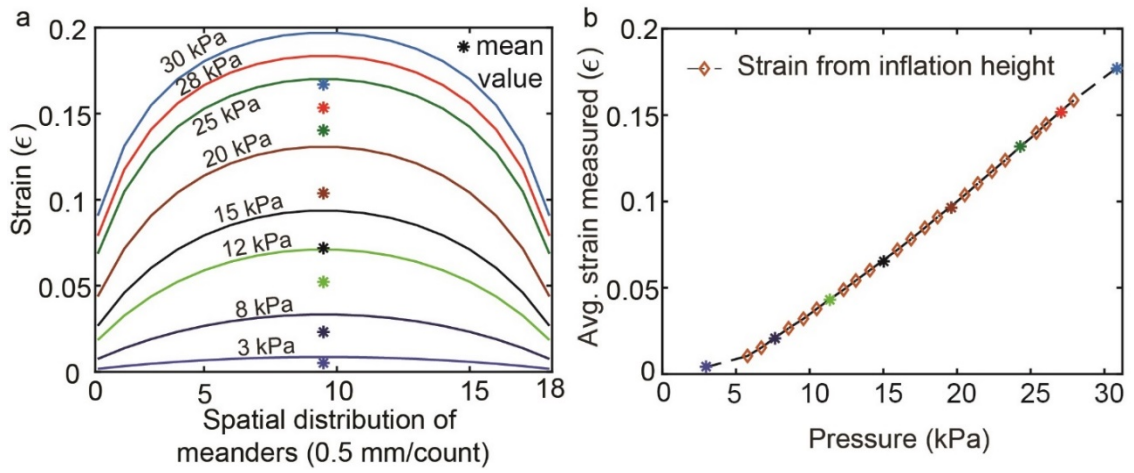 a
0.2
0.15
0.1
0.05
0
Strain (ϵ)
30 kPa
28 kPa
25 kPa
20 kPa
15 kPa
12 kPa
8 kPa
3 kPa
* mean
value
0 5 10 15 18
Spatial distribution of
meanders (0.5 mm/count)
b
0.2
0.15
0.1
0.05
0
Avg. strain measured (ϵ)
Strain from inflation height
0 5 10 15 20 25 30
Pressure (kPa)